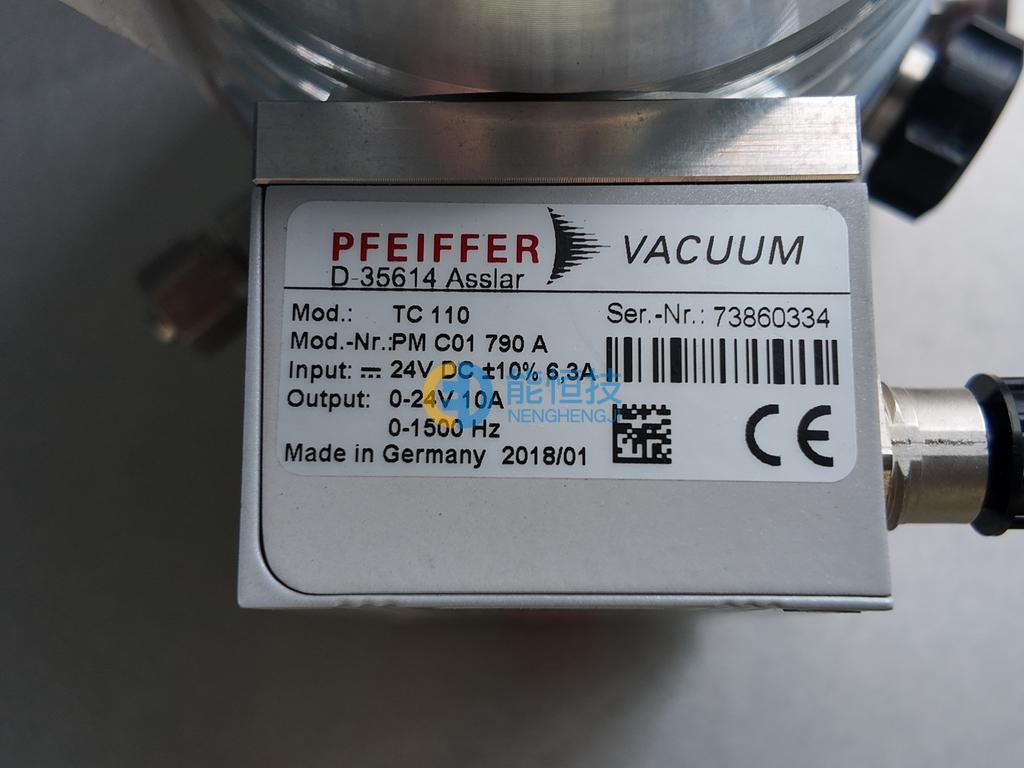 PFEIFFER VACUUM
D-35614 Asslar
Mod.: TC 110
Ser.-Nr.: 73860334
Mod.-Nr.:PM C01 790 A
Input: 24V DC ±10% 6,3A
Output: 0-24V 10A
0-1500 Hz
Made in Germany 2018/01
CE
能恒技